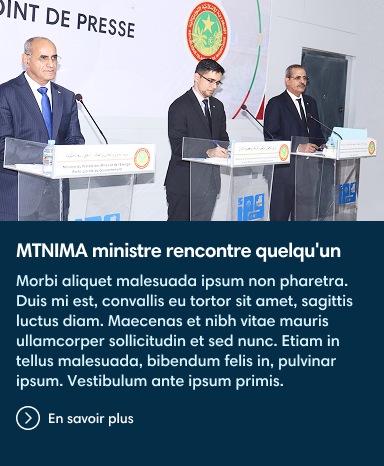 OINT DE PRESSE
MTNIMA ministre rencontre quelqu'un
Morbi aliquet malesuada ipsum non pharetra.
Duis mi est, convallis eu tortor sit amet, sagittis
luctus diam. Maecenas et nibh vitae mauris
ullamcorper sollicitudin et sed nunc. Etiam in
tellus malesuada, bibendum felis in, pulvinar
ipsum. Vestibulum ante ipsum primis.
En savoir plus